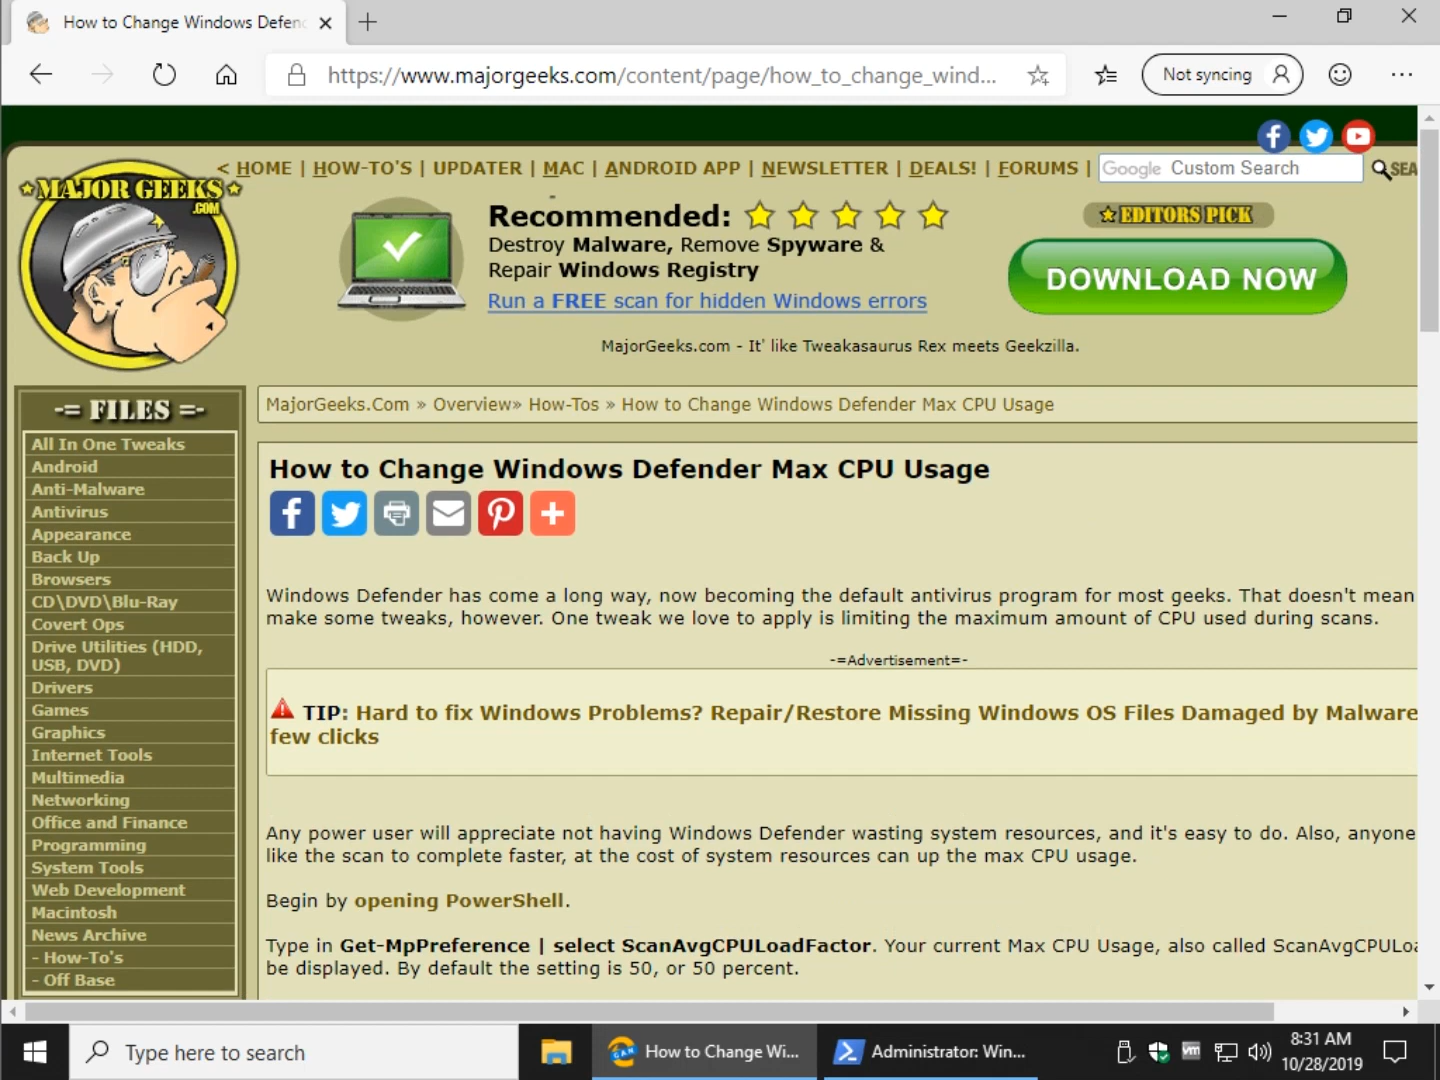 How to Change Windows Defen
https://www.majorgeeks.com/content/page/how_to_change_wind...
Not syncing
< HOME | HOW-TO'S | UPDATER | MAC | ANDROID APP | NEWSLETTER | DEALS! | FORUMS |
Google Custom Search
SEA
MAJOR GEEKS
.COM
Recommended:
Destroy Malware, Remove Spyware &
Repair Windows Registry
Run a FREE scan for hidden Windows errors
EDITORS PICK
DOWNLOAD NOW
MajorGeeks.com - It' like Tweakasaurus Rex meets Geekzilla.
-= FILES =-
All In One Tweaks
Android
Anti-Malware
Antivirus
Appearance
Back Up
Browsers
CD\DVD\Blu-Ray
Covert Ops
Drive Utilities (HDD,
USB, DVD)
Drivers
Games
Graphics
Internet Tools
Multimedia
Networking
Office and Finance
Programming
System Tools
Web Development
Macintosh
News Archive
- How-To's
- Off Base
MajorGeeks.Com » Overview» How-Tos » How to Change Windows Defender Max CPU Usage
How to Change Windows Defender Max CPU Usage
Windows Defender has come a long way, now becoming the default antivirus program for most geeks. That doesn't mean
make some tweaks, however. One tweak we love to apply is limiting the maximum amount of CPU used during scans.
-=Advertisement=-
TIP: Hard to fix Windows Problems? Repair/Restore Missing Windows OS Files Damaged by Malware
few clicks
Any power user will appreciate not having Windows Defender wasting system resources, and it's easy to do. Also, anyone
like the scan to complete faster, at the cost of system resources can up the max CPU usage.
Begin by opening PowerShell.
Type in Get-MpPreference | select ScanAvgCPULoadFactor. Your current Max CPU Usage, also called ScanAvgCPULoa
be displayed. By default the setting is 50, or 50 percent.
Type here to search
CAN
How to Change Wi...
Administrator: Win...
vm
8:31 AM
10/28/2019